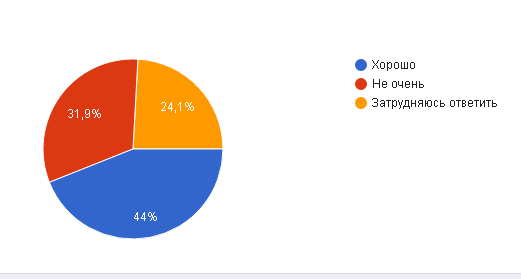 Хорошо
Не очень
Затрудняюсь ответить
31,9%
24,1%
44%